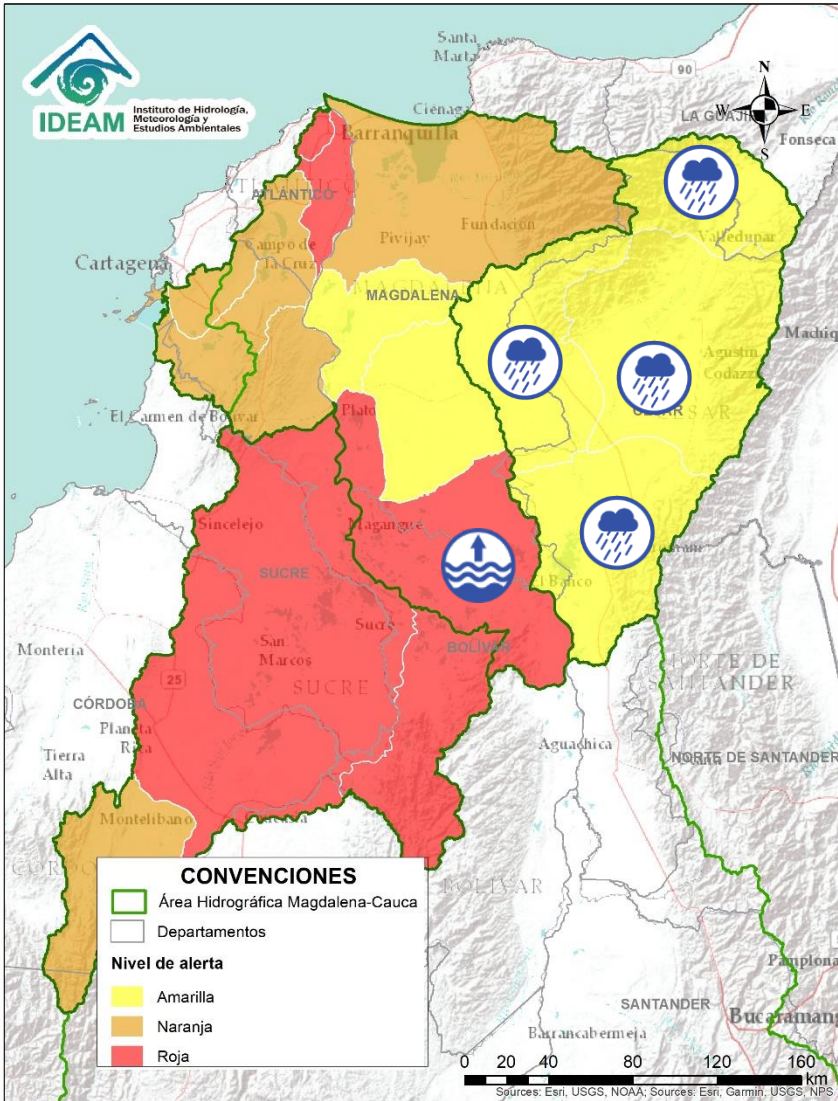 IDEAM
Instituto de Hidrología,
Meteorología y
Estudios Ambientales
Santa
Marta
90
N
W
E
S
LA GUAJI
Fonseca
Ciénaga
Barranquilla
ATLÁNTICO
Cartagena
Campo de
la Cruz
Pivijay
Fundación
Valledupar
MAGDALENA
Machiq
Agustín
Codazzi
El Carmen de Bolívar
Plato
Sincelejo
Magangué
SUCRE
El Banco
Montería
San
Marcos
Sucre
BOLÍVAR
SUCRE
NORTE DE
SANTANDER
25
CÓRDOBA
Planeta
Rica
Tierra
Alta
Aguachica
NORTE DE SANTANDER
Montelíbano
BOLÍVAR
CONVENCIONES
Área Hidrográfica Magdalena-Cauca
Departamentos
Nivel de alerta
Amarilla
Naranja
Roja
Pamplona
SANTANDER
Bucaramang
Barrancabermeja
0 20 40 80 120 160
km
Sources: Esri, USGS, NOAA; Sources: Esri, Garmin, USGS, NPS